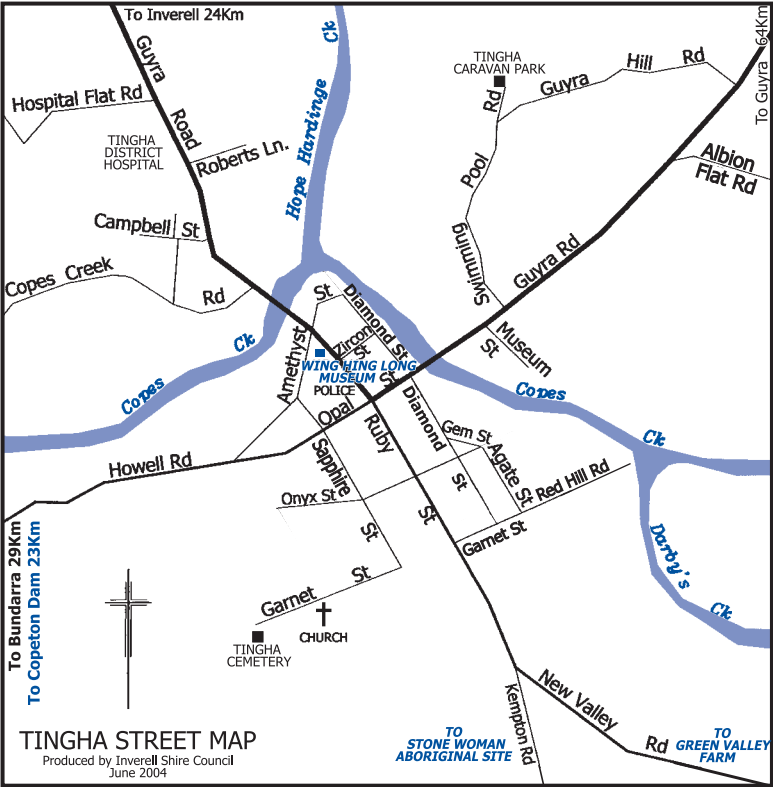 To Inverell 24Km
To Guyra 64Km
Guyra Road
Hospital Flat Rd
TINGHA
DISTRICT
HOSPITAL
Roberts Ln.
Hope Hardinge Ck
TINGHA
CARAVAN PARK
Guyra Hill Rd
Swimming Pool Rd
Albion
Flat Rd
Campbell St
Copes Creek Rd
Guyra Rd
Amethyst St
Diamond St
Zircon St
WING HING LONG
MUSEUM
POLICE
Museum St
Copes Ck
Copes Ck
Opal St
Ruby St
Diamond St
Gem St
Agate St
Red Hill Rd
Howell Rd
Sapphire St
Onyx St
Garnet St
Garnet St
Darby's Ck
To Bundarra 29Km
To Copeton Dam 23Km
CHURCH
TINGHA
CEMETERY
Kempton Rd
New Valley Rd
TO
STONE WOMAN
ABORIGINAL SITE
TO
GREEN VALLEY
FARM
TINGHA STREET MAP
Produced by Inverell Shire Council
June 2004